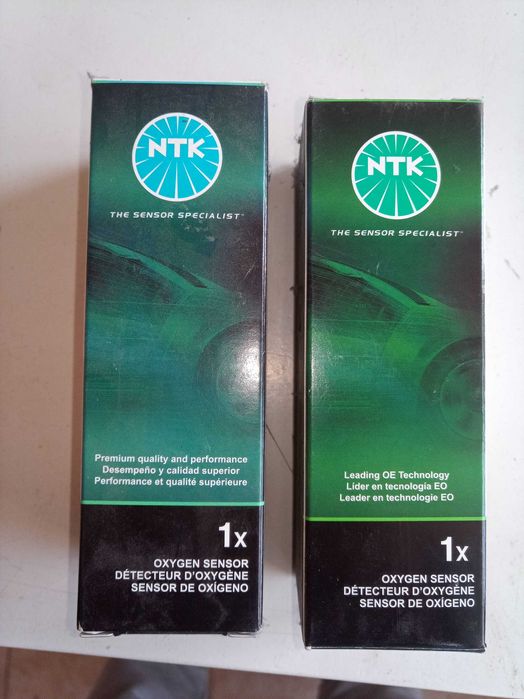 NTK
THE SENSOR SPECIALIST™
Premium quality and performance
Desempeño y calidad superior
Performance et qualité supérieure
1x
OXYGEN SENSOR
DÉTECTEUR D'OXYGÈNE
SENSOR DE OXÍGENO
NTK
THE SENSOR SPECIALIST™
Leading OE Technology
Líder en tecnología EO
Leader en technologie EO
1x
OXYGEN SENSOR
DÉTECTEUR D'OXYGÈNE
SENSOR DE OXÍGENO